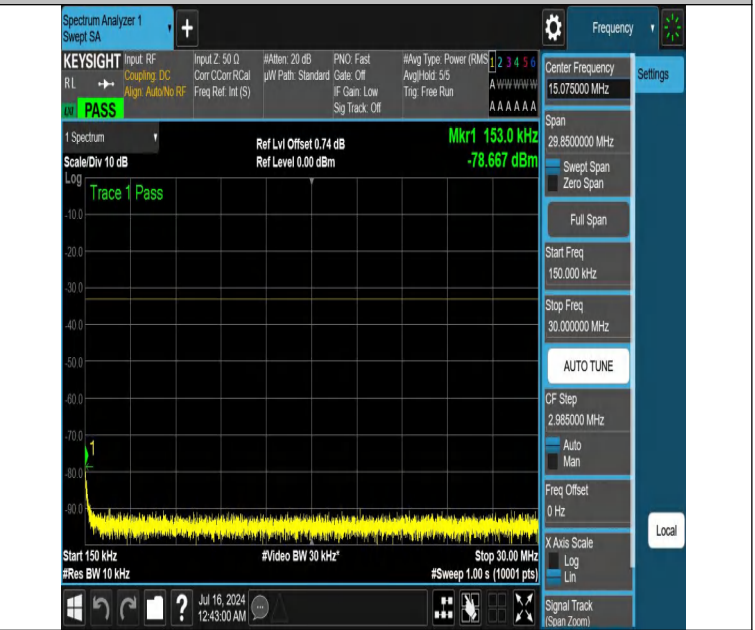 Spectrum Analyzer 1
Swept SA
+
Frequency
KEYSIGHT
RL
PASS
Input: RF
Coupling: DC
Align: Auto/No RF
Input Z: 50 Ω
Corr CCorr RCal
Freq Ref: Int (S)
#Atten: 20 dB
µW Path: Standard
PNO: Fast
Gate: Off
IF Gain: Low
Sig Track: Off
#Avg Type: Power (RMS)
Avg|Hold: 5/5
Trig: Free Run
1 2 3 4 5 6
A W W W W W
A A A A A A
1 Spectrum
Scale/Div 10 dB
Ref Lvl Offset 0.74 dB
Ref Level 0.00 dBm
Mkr1 153.0 kHz
-78.667 dBm
Log
Trace 1 Pass
-10.0
-20.0
-30.0
-40.0
-50.0
-60.0
-70.0
1
-80.0
-90.0
Start 150 kHz
#Res BW 10 kHz
#Video BW 30 kHz*
Stop 30.00 MHz
#Sweep 1.00 s (10001 pts)
?
Jul 16, 2024
12:43:00 AM
Center Frequency
15.075000 MHz
Settings
Span
29.8500000 MHz
Swept Span
Zero Span
Full Span
Start Freq
150.000 kHz
Stop Freq
30.000000 MHz
AUTO TUNE
CF Step
2.985000 MHz
Auto
Man
Freq Offset
0 Hz
X Axis Scale
Log
Lin
Local
Signal Track
(Span Zoom)